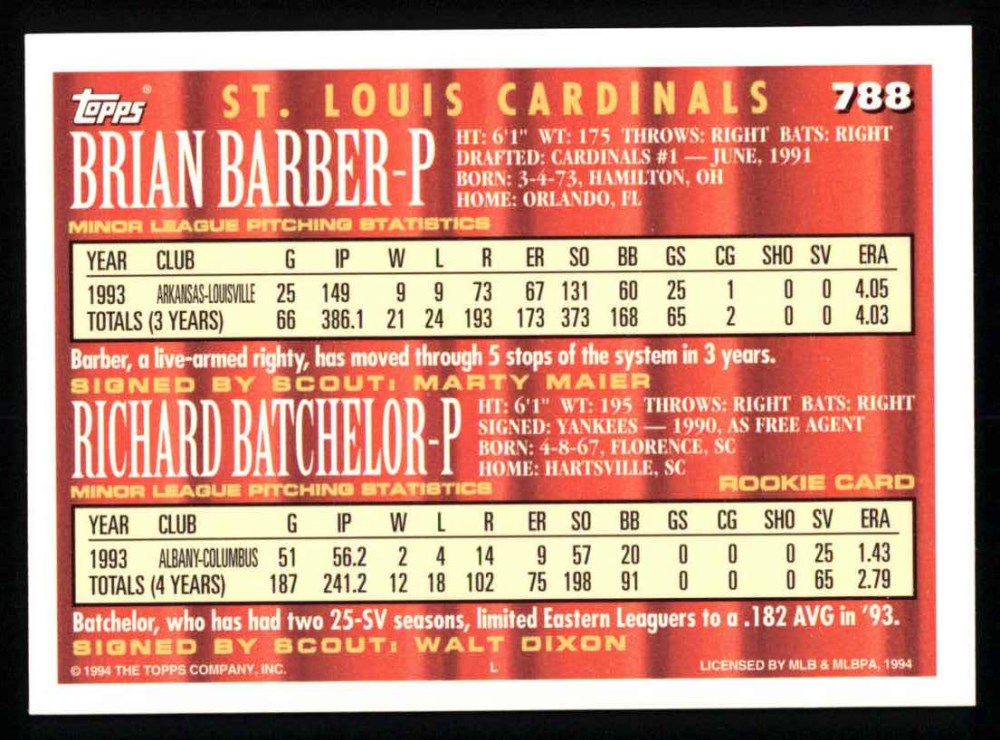 topps® ST. LOUIS CARDINALS 788
BRIAN BARBER-P
HT: 6'1" WT: 175 THROWS: RIGHT BATS: RIGHT
DRAFTED: CARDINALS #1 — JUNE, 1991
BORN: 3-4-73, HAMILTON, OH
HOME: ORLANDO, FL
MINOR LEAGUE PITCHING STATISTICS
YEAR CLUB G IP W L R ER SO BB GS CG SHO SV ERA
1993 ARKANSAS-LOUISVILLE 25 149 9 9 73 67 131 60 25 1 0 0 4.05
TOTALS (3 YEARS) 66 386.1 21 24 193 173 373 168 65 2 0 0 4.03
Barber, a live-armed righty, has moved through 5 stops of the system in 3 years.
SIGNED BY SCOUT: MARTY MAIER
RICHARD BATCHELOR-P
HT: 6'1" WT: 195 THROWS: RIGHT BATS: RIGHT
SIGNED: YANKEES — 1990, AS FREE AGENT
BORN: 4-8-67, FLORENCE, SC
HOME: HARTSVILLE, SC
MINOR LEAGUE PITCHING STATISTICS ROOKIE CARD
YEAR CLUB G IP W L R ER SO BB GS CG SHO SV ERA
1993 ALBANY-COLUMBUS 51 56.2 2 4 14 9 57 20 0 0 0 25 1.43
TOTALS (4 YEARS) 187 241.2 12 18 102 75 198 91 0 0 0 65 2.79
Batchelor, who has had two 25-SV seasons, limited Eastern Leaguers to a .182 AVG in '93.
SIGNED BY SCOUT: WALT DIXON
© 1994 THE TOPPS COMPANY, INC. L LICENSED BY MLB & MLBPA, 1994